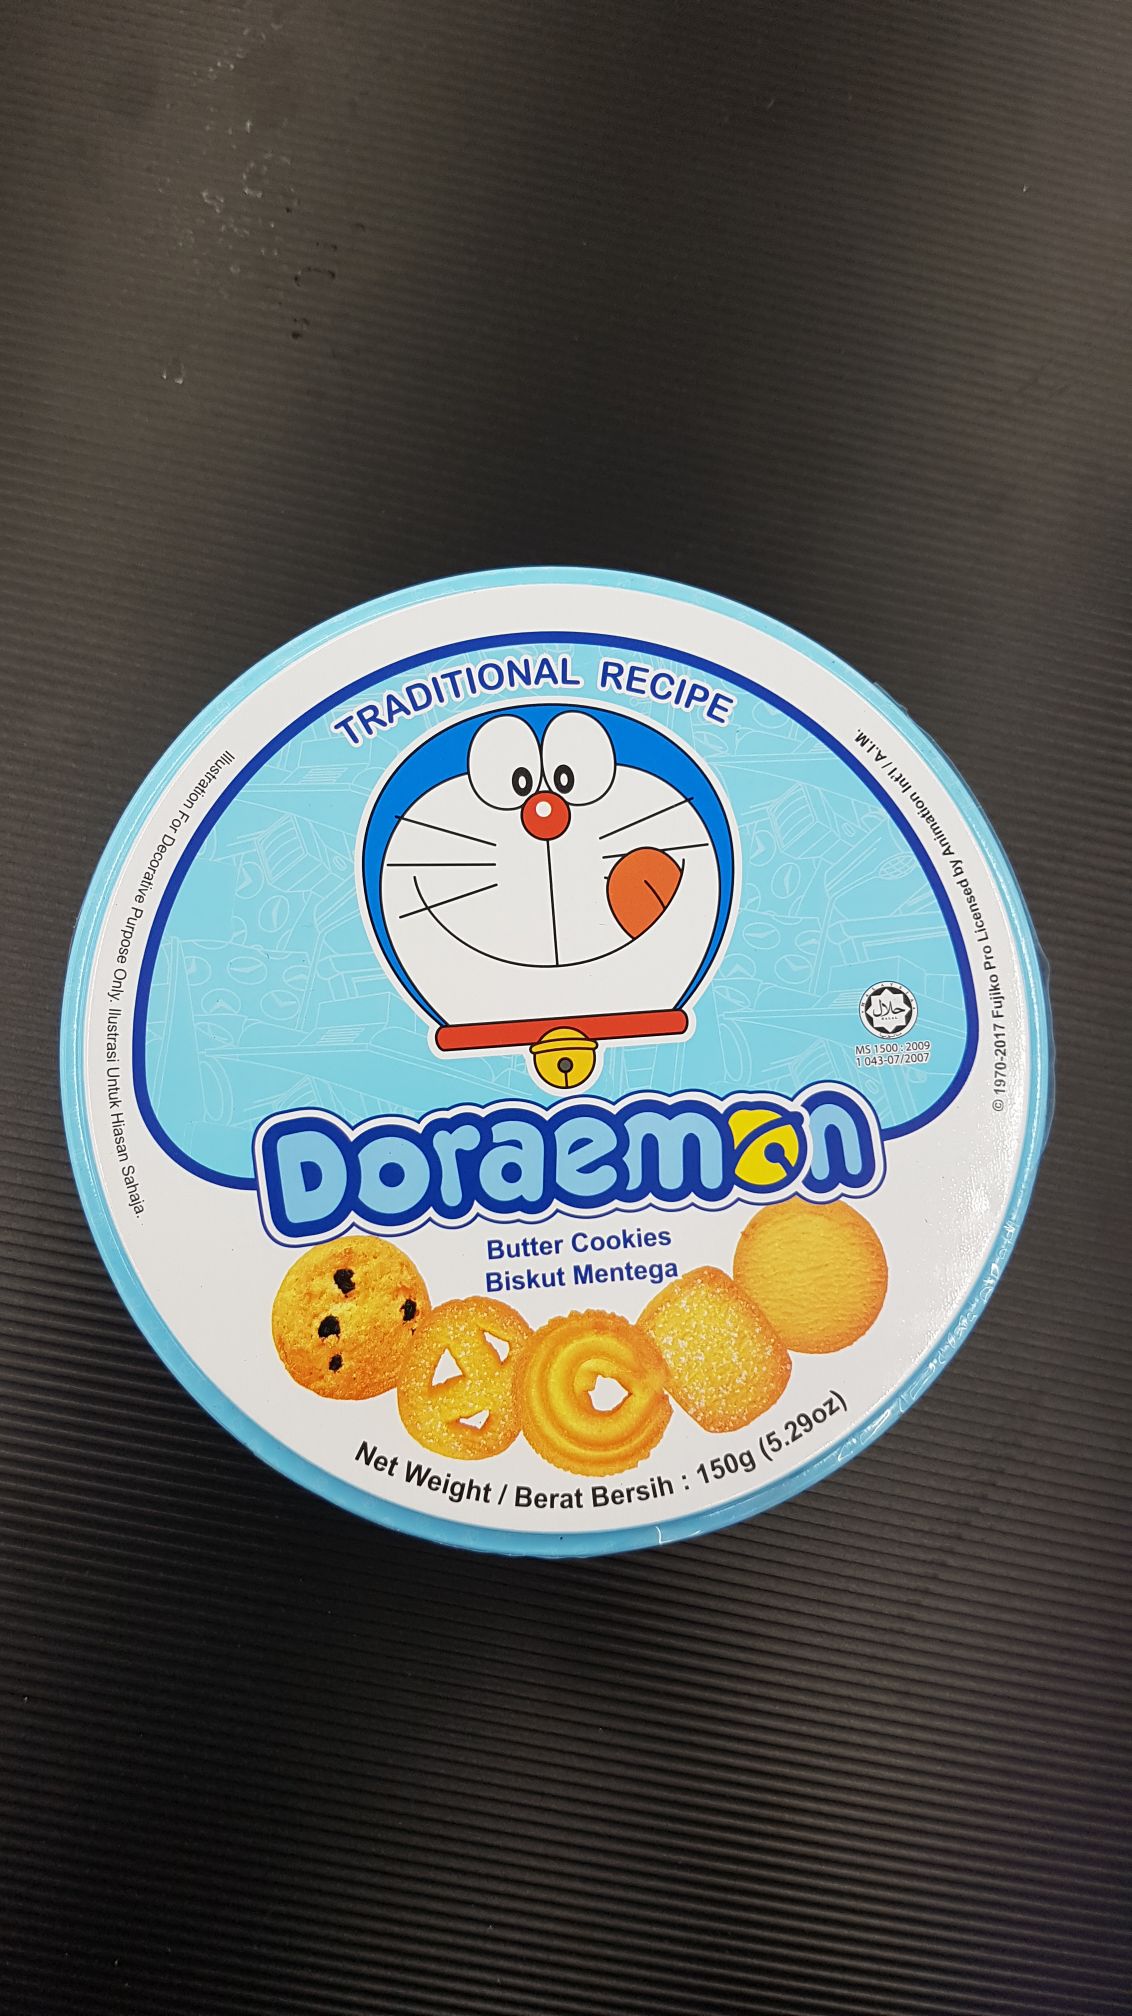 TRADITIONAL RECIPE
Illustration For Decorative Purpose Only. Ilustrasi Untuk Hiasan Sahaja.
© 1970-2017 Fujiko Pro Licensed by Animation Int'l / A.I.M.
حلال
MS 1500 : 2009
1 043-07/2007
Doraemon
Butter Cookies
Biskut Mentega
Net Weight / Berat Bersih : 150g (5.29oz)